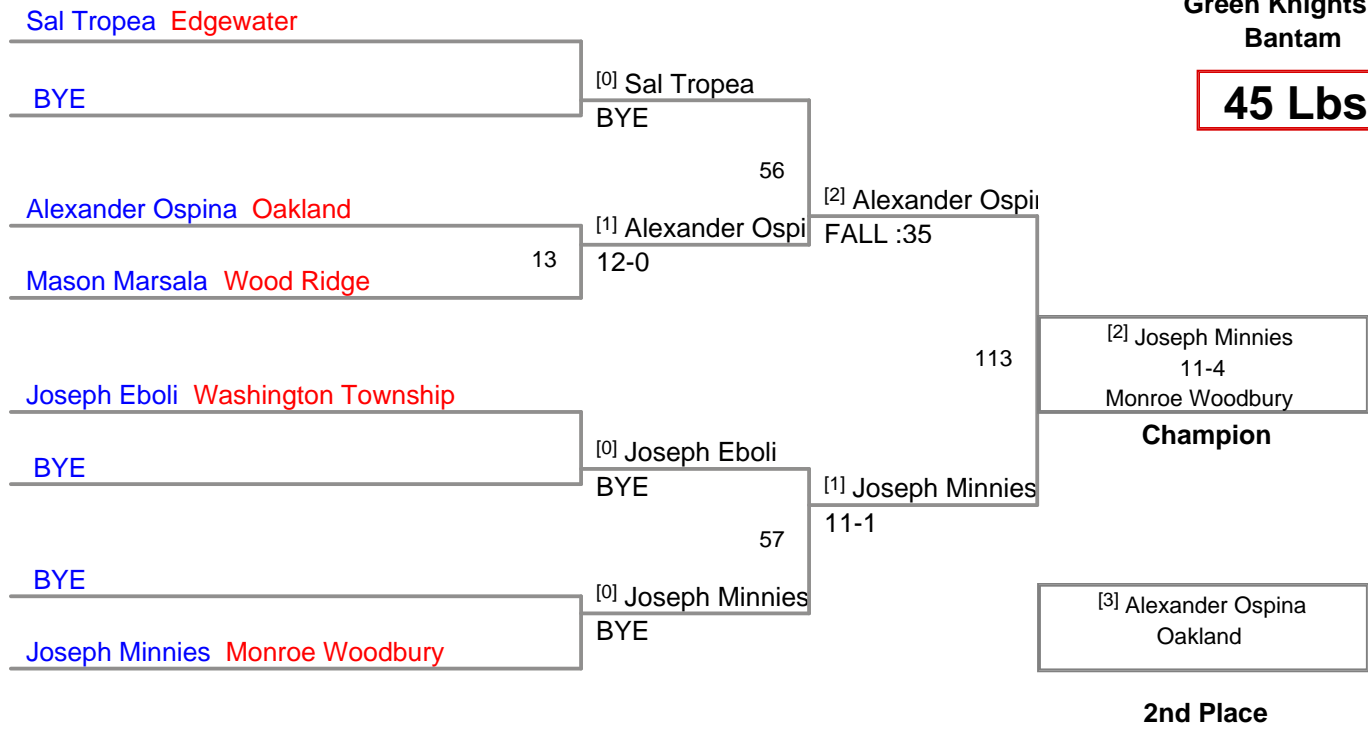 Green Knights
Bantam
45 Lbs
Sal Tropea Edgewater
BYE
[0] Sal Tropea
BYE
56
Alexander Ospina Oakland
13
Mason Marsala Wood Ridge
[1] Alexander Ospi
12-0
[2] Alexander Ospi
FALL :35
113
Joseph Eboli Washington Township
BYE
[0] Joseph Eboli
BYE
57
BYE
Joseph Minnies Monroe Woodbury
[0] Joseph Minnies
BYE
[1] Joseph Minnies
11-1
[2] Joseph Minnies
11-4
Monroe Woodbury
Champion
[3] Alexander Ospina
Oakland
2nd Place